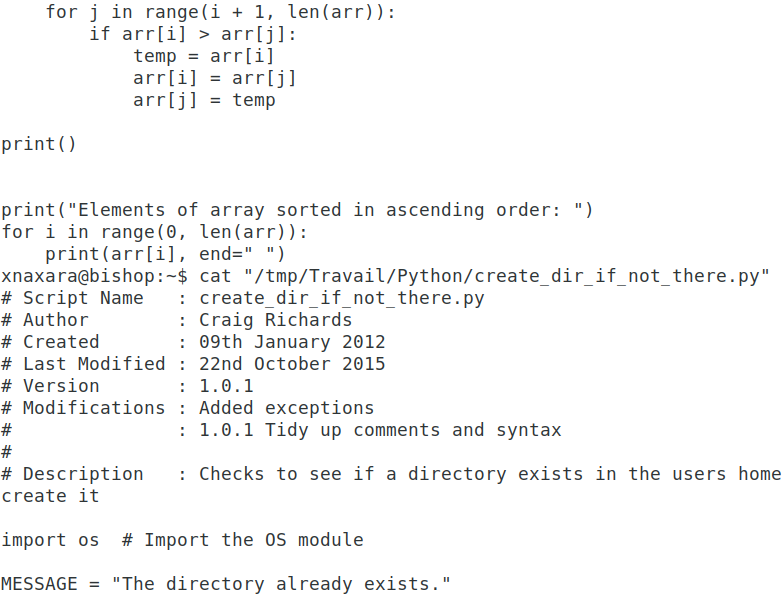 for j in range(i + 1, len(arr)):
        if arr[i] > arr[j]:
            temp = arr[i]
            arr[i] = arr[j]
            arr[j] = temp

print()


print("Elements of array sorted in ascending order: ")
for i in range(0, len(arr)):
    print(arr[i], end=" ")
xnaxara@bishop:~$ cat "/tmp/Travail/Python/create_dir_if_not_there.py"
# Script Name   : create_dir_if_not_there.py
# Author        : Craig Richards
# Created       : 09th January 2012
# Last Modified : 22nd October 2015
# Version       : 1.0.1
# Modifications : Added exceptions
#               : 1.0.1 Tidy up comments and syntax
#
# Description   : Checks to see if a directory exists in the users home
create it

import os  # Import the OS module

MESSAGE = "The directory already exists."